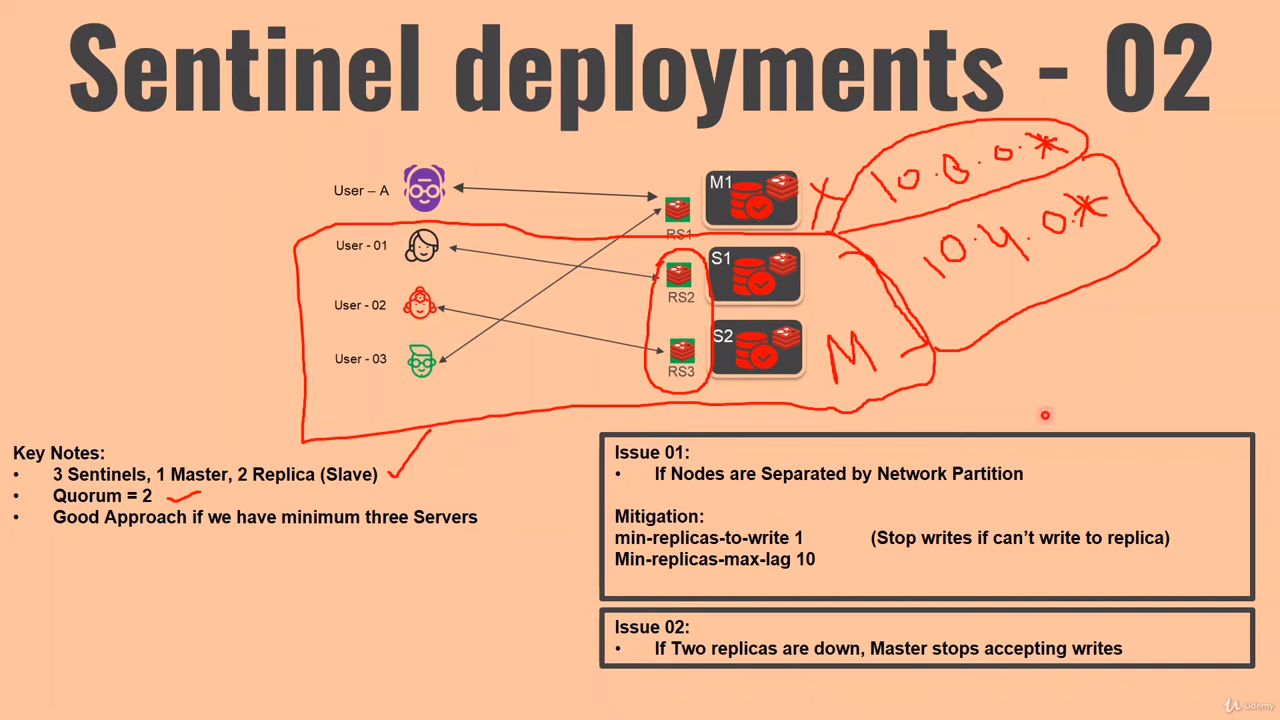 Sentinel deployments - 02
10.0.0.*
User – A
M1
RS1
10.4.0.*
User - 01
S1
RS2
User - 02
S2
M
User - 03
RS3
Key Notes:
• 3 Sentinels, 1 Master, 2 Replica (Slave)
• Quorum = 2
• Good Approach if we have minimum three Servers
Issue 01:
• If Nodes are Separated by Network Partition
Mitigation:
min-replicas-to-write 1 (Stop writes if can’t write to replica)
Min-replicas-max-lag 10
Issue 02:
• If Two replicas are down, Master stops accepting writes
Udemy